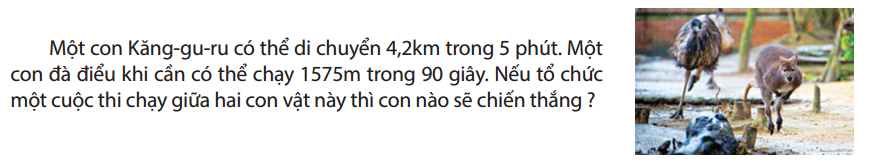 Một con Kăng-gu-ru có thể di chuyển 4,2km trong 5 phút. Một
con đà điểu khi cần có thể chạy 1575m trong 90 giây. Nếu tổ chức
một cuộc thi chạy giữa hai con vật này thì con nào sẽ chiến thắng ?